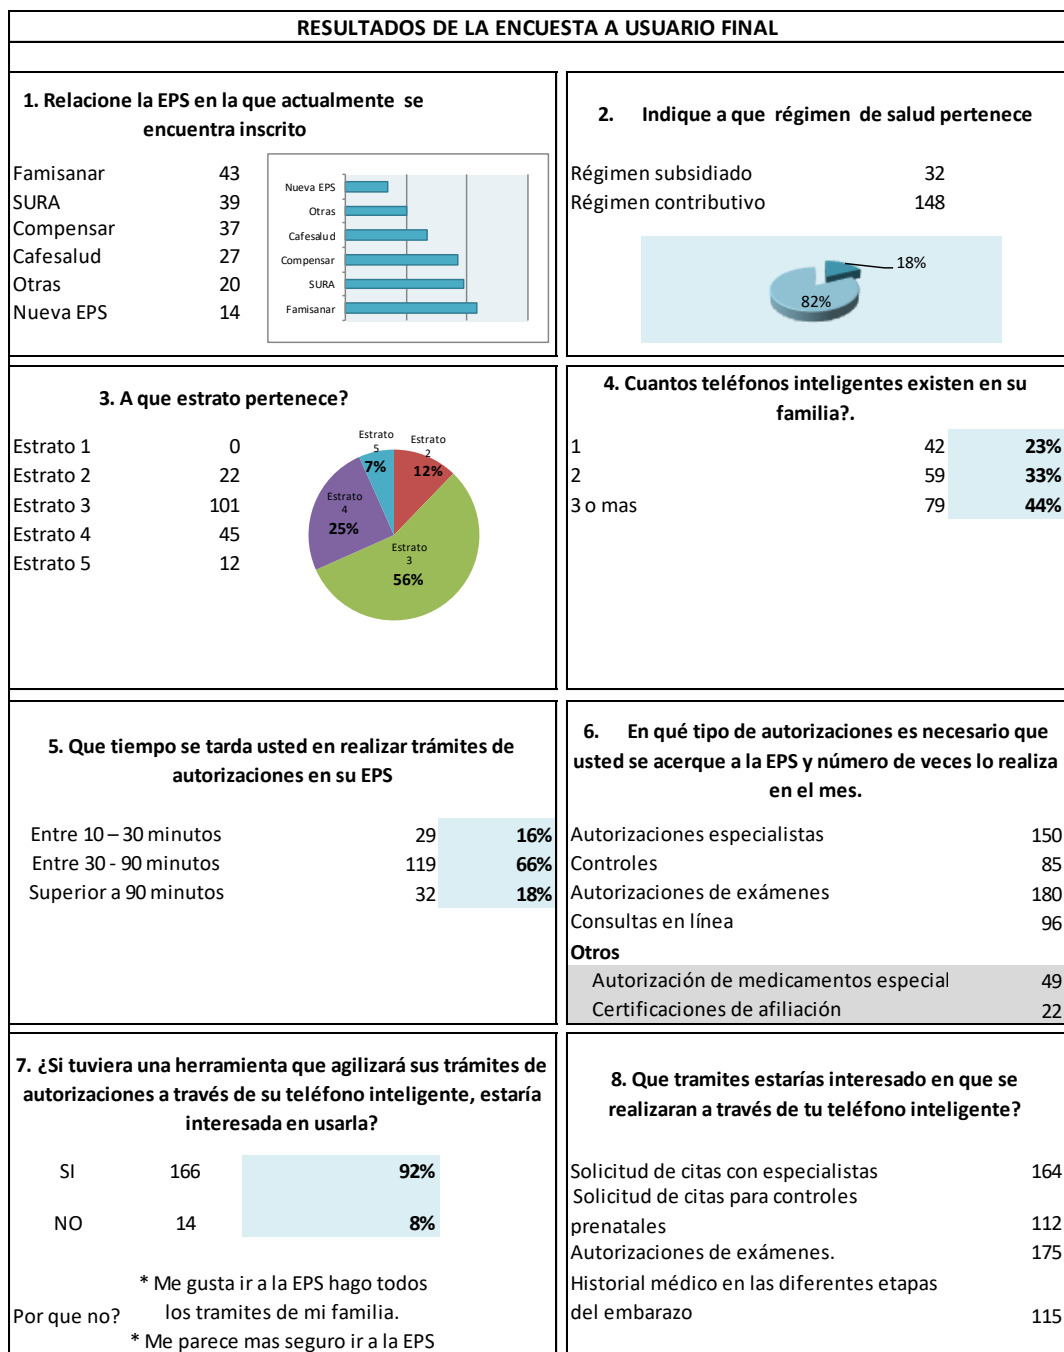 RESULTADOS DE LA ENCUESTA A USUARIO FINAL
1. Relacione la EPS en la que actualmente se
encuentra inscrito
Famisanar 43
SURA 39
Compensar 37
Cafesalud 27
Otras 20
Nueva EPS 14
Nueva EPS
Otras
Cafesalud
Compensar
SURA
Famisanar
2. Indique a que régimen de salud pertenece
Régimen subsidiado 32
Régimen contributivo 148
18%
82%
3. A que estrato pertenece?
Estrato 1 0
Estrato 2 22
Estrato 3 101
Estrato 4 45
Estrato 5 12
Estrato
5
7%
Estrato
2
12%
Estrato
4
25%
Estrato
3
56%
4. Cuantos teléfonos inteligentes existen en su
familia?.
1 42 23%
2 59 33%
3 o mas 79 44%
5. Que tiempo se tarda usted en realizar trámites de
autorizaciones en su EPS
Entre 10 – 30 minutos 29 16%
Entre 30 - 90 minutos 119 66%
Superior a 90 minutos 32 18%
6. En qué tipo de autorizaciones es necesario que
usted se acerque a la EPS y número de veces lo realiza
en el mes.
Autorizaciones especialistas 150
Controles 85
Autorizaciones de exámenes 180
Consultas en línea 96
Otros
Autorización de medicamentos especial 49
Certificaciones de afiliación 22
7. ¿Si tuviera una herramienta que agilizará sus trámites de
autorizaciones a través de su teléfono inteligente, estaría
interesada en usarla?
SI 166 92%
NO 14 8%
Por que no?
* Me gusta ir a la EPS hago todos
los tramites de mi familia.
* Me parece mas seguro ir a la EPS
8. Que tramites estarías interesado en que se
realizaran a través de tu teléfono inteligente?
Solicitud de citas con especialistas 164
Solicitud de citas para controles
prenatales 112
Autorizaciones de exámenes. 175
Historial médico en las diferentes etapas
del embarazo 115